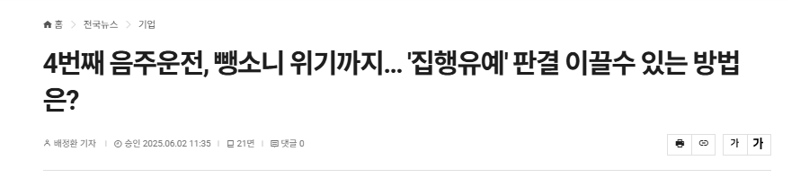 홈 > 전국뉴스 > 기업
4번째 음주운전, 뺑소니 위기까지... '집행유예' 판결 이끌수 있는 방법
은?
배정환 기자 | 승인 2025.06.02 11:35 | 21면 | 댓글 0
가 가